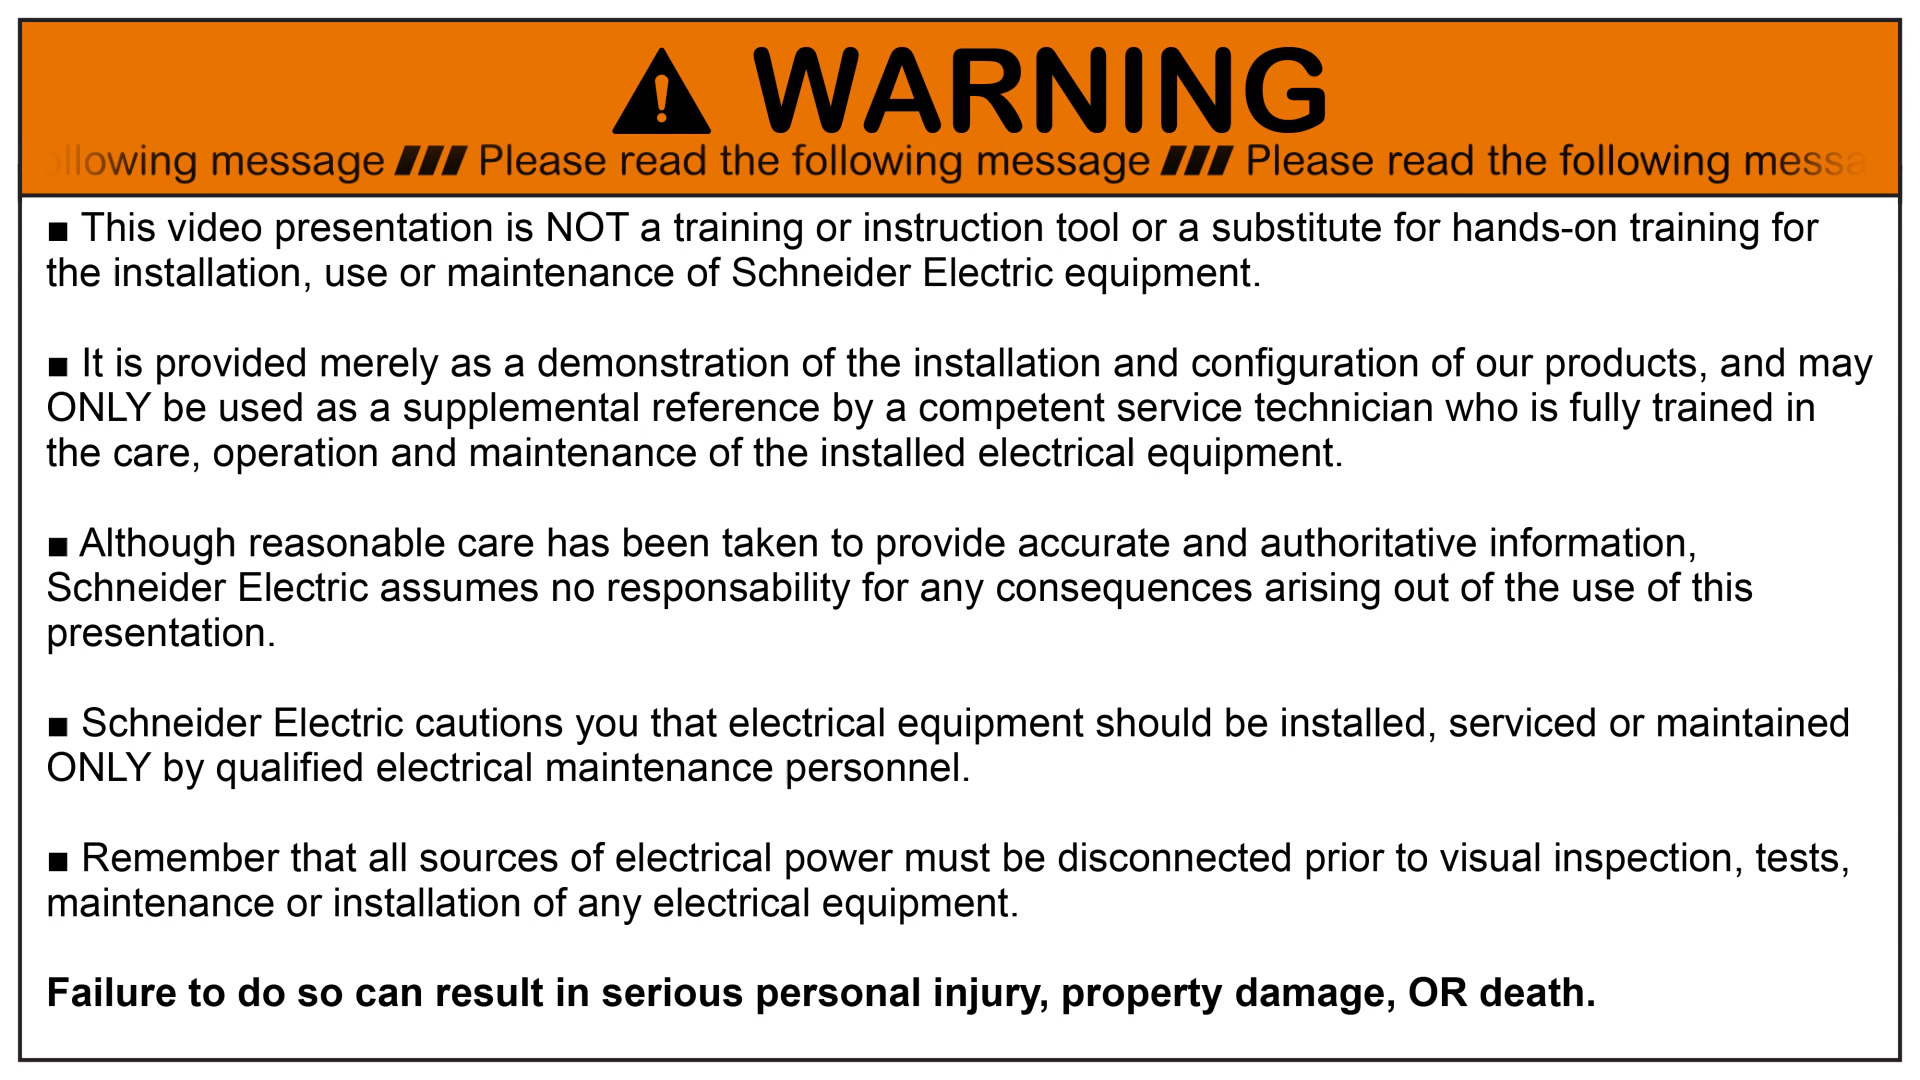 WARNING
ollowing message Please read the following message Please read the following messa
■ This video presentation is NOT a training or instruction tool or a substitute for hands-on training for
the installation, use or maintenance of Schneider Electric equipment.
■ It is provided merely as a demonstration of the installation and configuration of our products, and may
ONLY be used as a supplemental reference by a competent service technician who is fully trained in
the care, operation and maintenance of the installed electrical equipment.
■ Although reasonable care has been taken to provide accurate and authoritative information,
Schneider Electric assumes no responsability for any consequences arising out of the use of this
presentation.
■ Schneider Electric cautions you that electrical equipment should be installed, serviced or maintained
ONLY by qualified electrical maintenance personnel.
■ Remember that all sources of electrical power must be disconnected prior to visual inspection, tests,
maintenance or installation of any electrical equipment.
Failure to do so can result in serious personal injury, property damage, OR death.